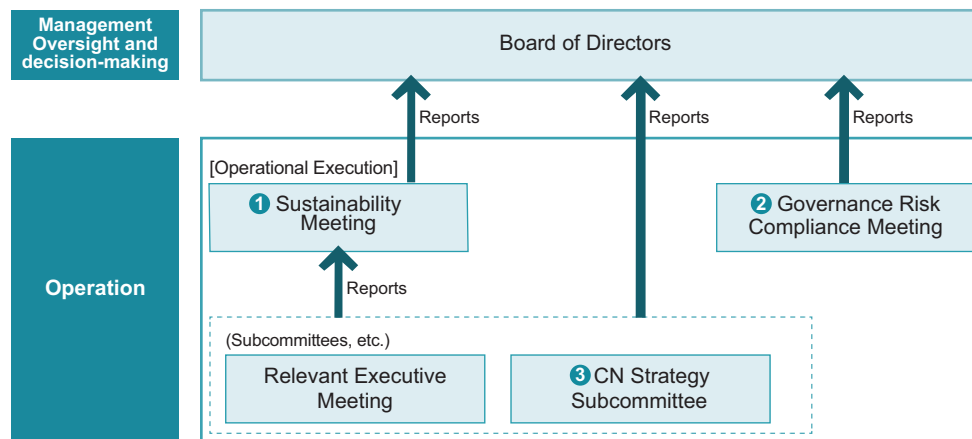 Management
Oversight and
decision-making
Board of Directors
Reports
Reports
Reports
Operation
[Operational Execution]
1 Sustainability
Meeting
2 Governance Risk
Compliance Meeting
Reports
(Subcommittees, etc.)
Relevant Executive
Meeting
3 CN Strategy
Subcommittee